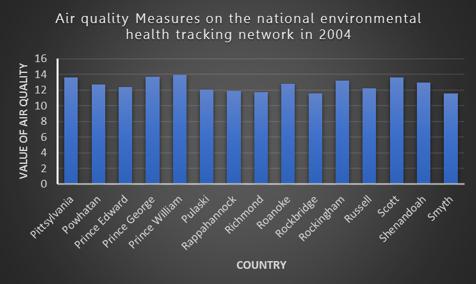 Air quality Measures on the national environmental
health tracking network in 2004
VALUE OF AIR QUALITY
16
14
12
10
8
6
4
2
0
Pittsylvania
Powhatan
Prince Edward
Prince George
Prince William
Pulaski
Rappahannock
Richmond
Roanoke
Rockbridge
Rockingham
Russell
Scott
Shenandoah
Smyth
COUNTRY